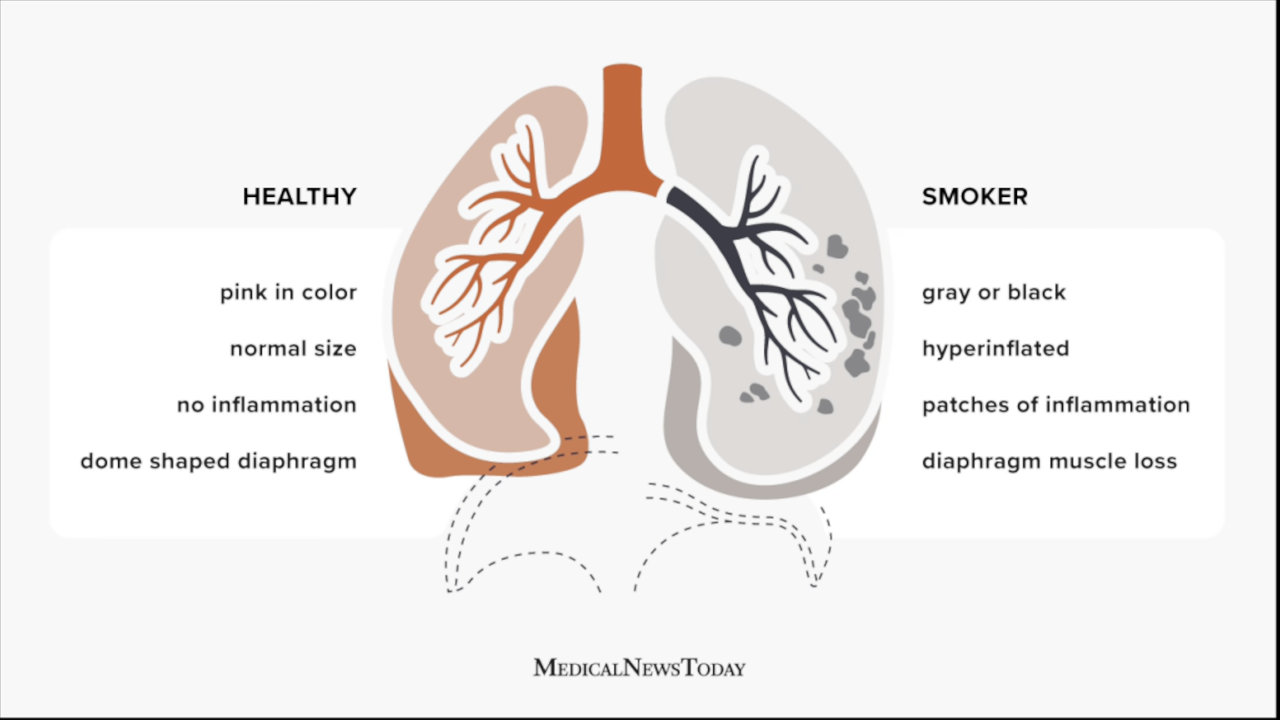 HEALTHY
pink in color
normal size
no inflammation
dome shaped diaphragm
SMOKER
gray or black
hyperinflated
patches of inflammation
diaphragm muscle loss
MEDICALNEWSTODAY